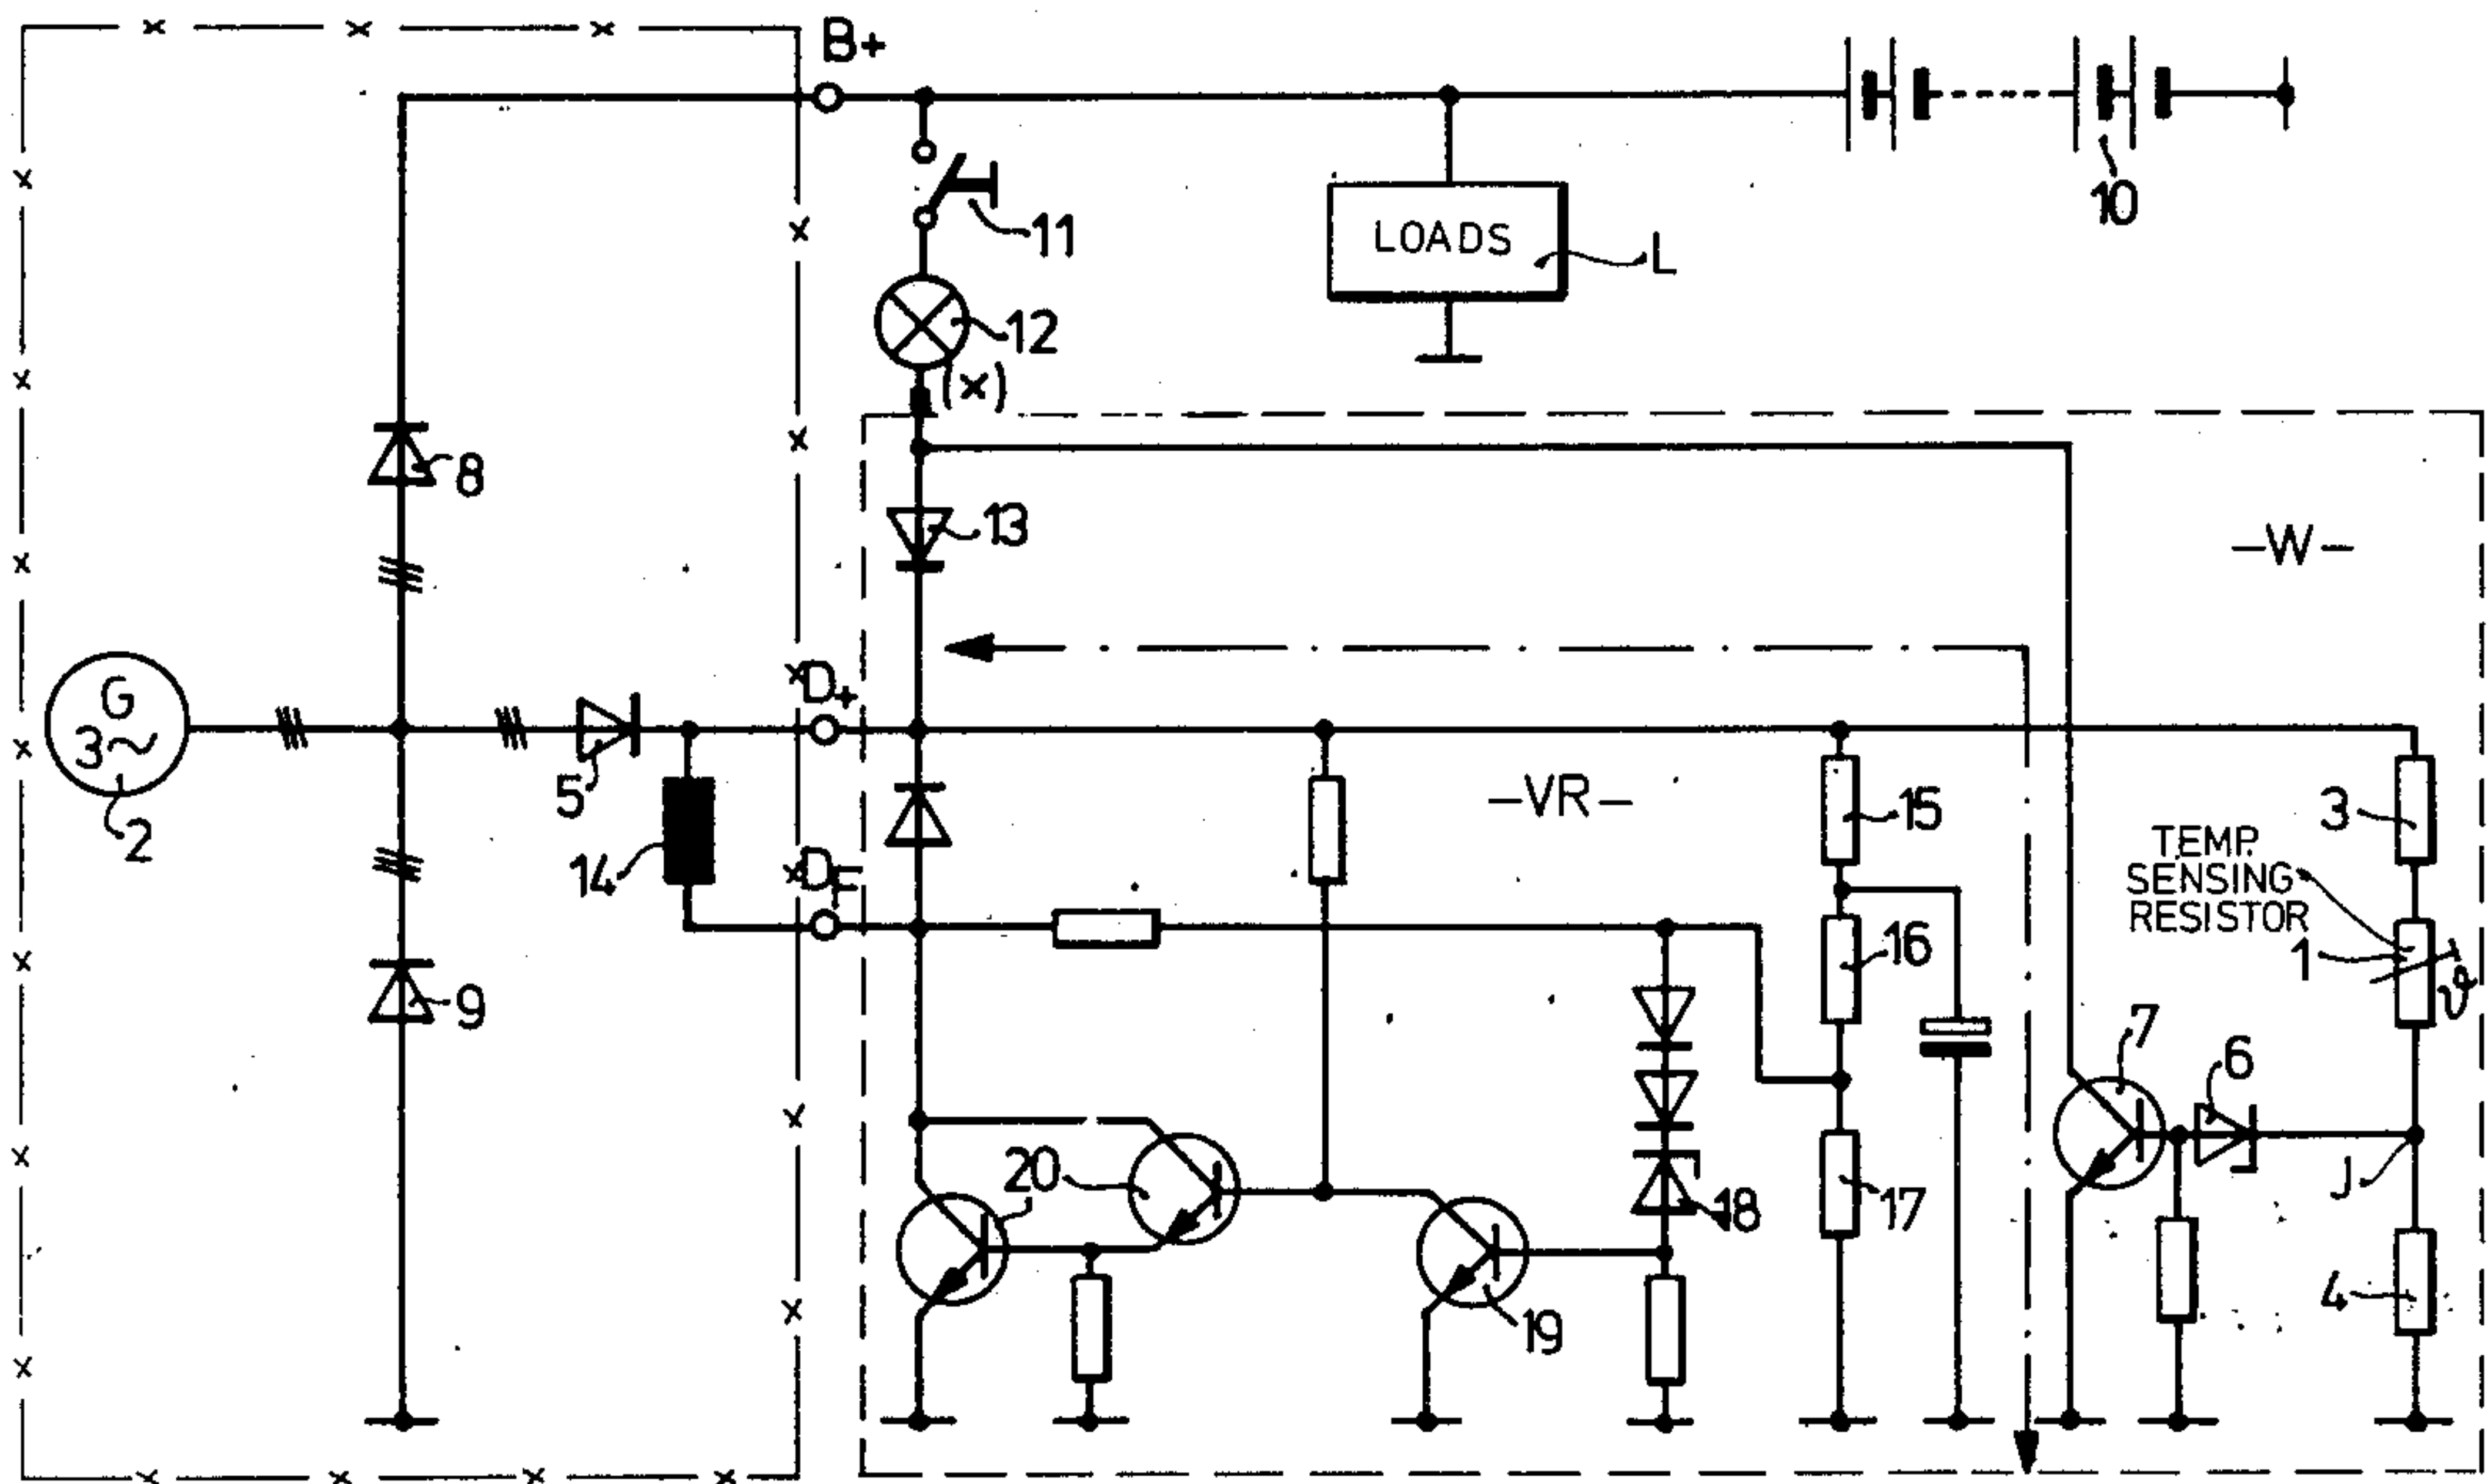 B+
10
11
LOADS
L
12
(x)
8
13
-W-
G
3~
2
D+
5
-VR-
15
3
TEMP.
SENSING
RESISTOR
14
DF
16
1
ϑ
9
7
6
20
18
17
J
19
4